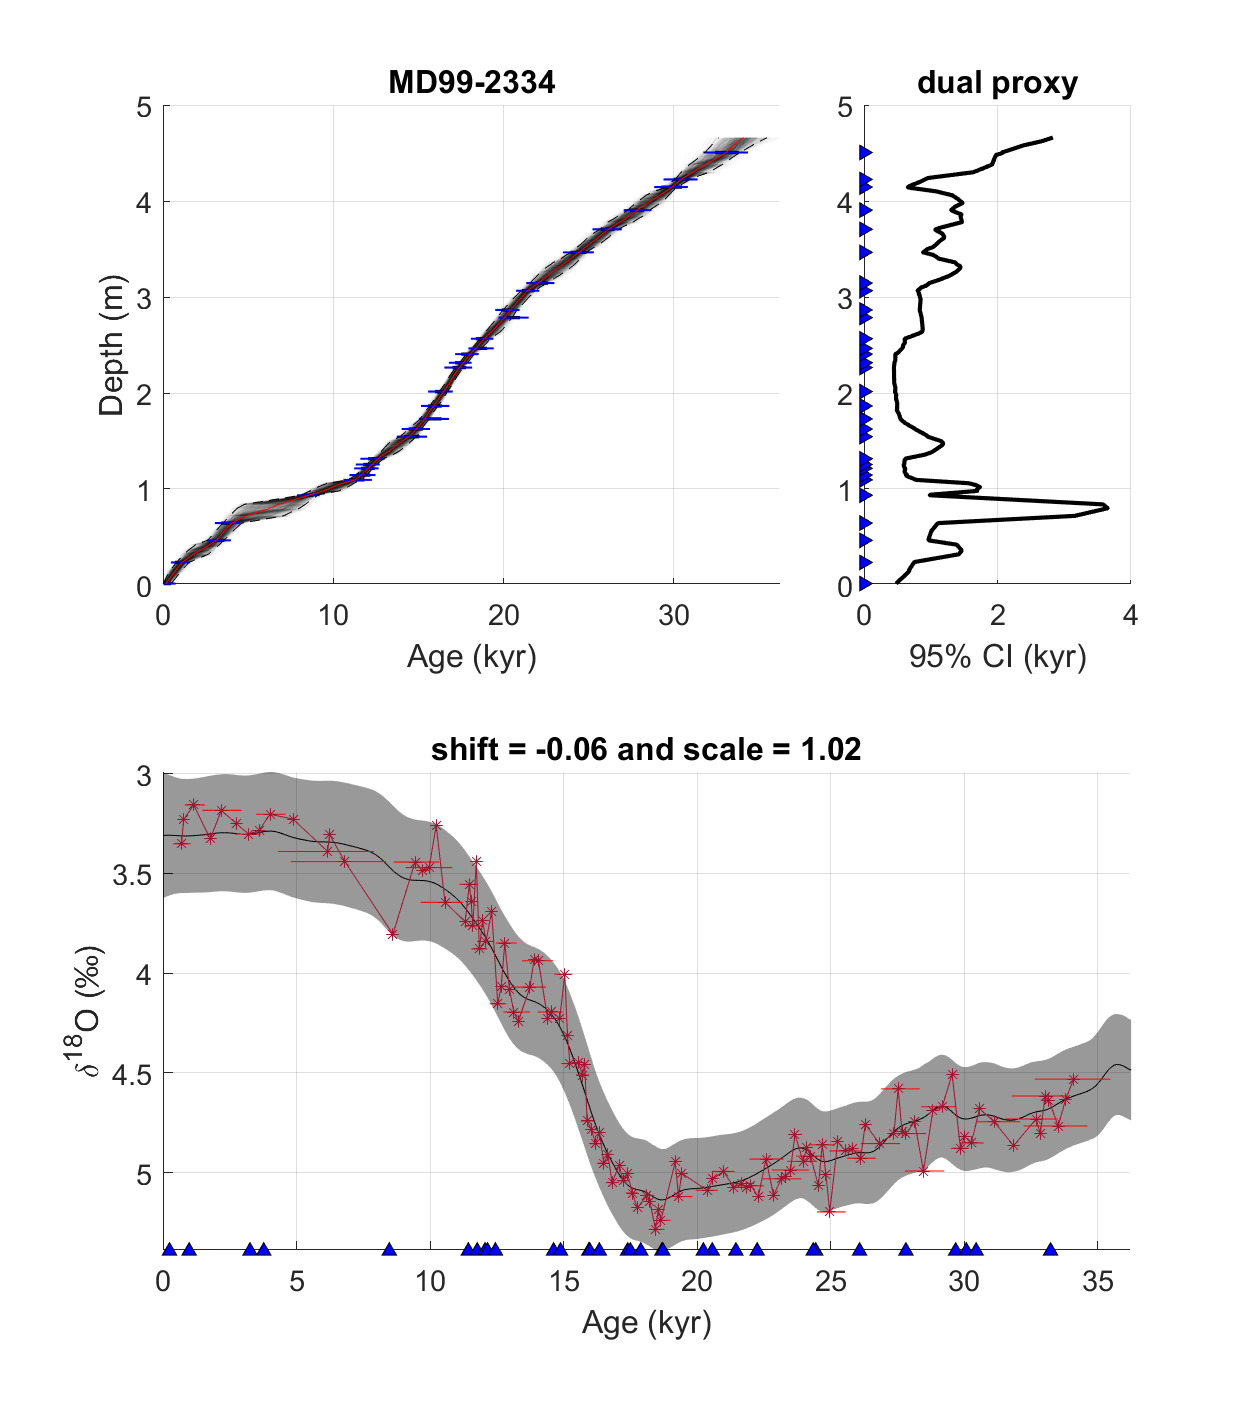 MD99-2334
dual proxy
5
4
3
2
1
0
Depth (m)
0 10 20 30
Age (kyr)
5
4
3
2
1
0
0 2 4
95% CI (kyr)
shift = -0.06 and scale = 1.02
3
3.5
4
4.5
5
δ18O (‰)
0 5 10 15 20 25 30 35
Age (kyr)